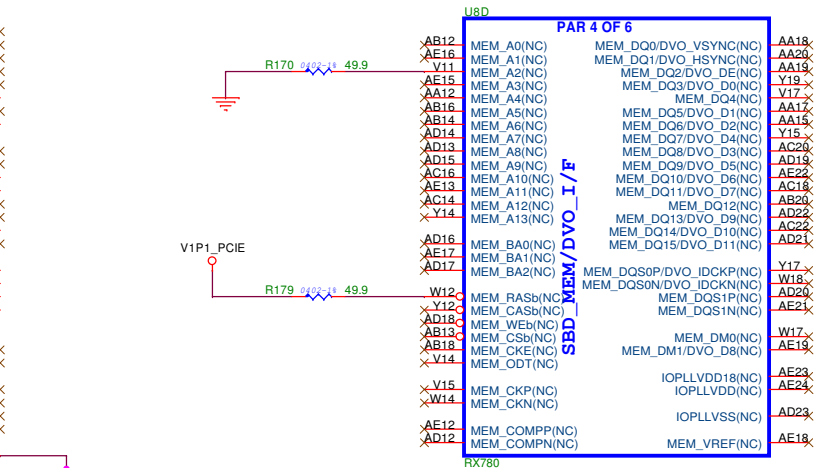 U8D
PAR 4 OF 6
AB12 MEM_A0(NC) MEM_DQ0/DVO_VSYNC(NC) AA18
AE16 MEM_A1(NC) MEM_DQ1/DVO_HSYNC(NC) AA20
R170 0402-1% 49.9 V11 MEM_A2(NC) MEM_DQ2/DVO_DE(NC) AA19
AE15 MEM_A3(NC) MEM_DQ3/DVO_D0(NC) Y19
AA12 MEM_A4(NC) MEM_DQ4(NC) V17
AB16 MEM_A5(NC) MEM_DQ5/DVO_D1(NC) AA17
AB14 MEM_A6(NC) MEM_DQ6/DVO_D2(NC) AA15
AD14 MEM_A7(NC) MEM_DQ7/DVO_D4(NC) Y15
AD13 MEM_A8(NC) MEM_DQ8/DVO_D3(NC) AC20
AD15 MEM_A9(NC) MEM_DQ9/DVO_D5(NC) AD19
AC16 MEM_A10(NC) MEM_DQ10/DVO_D6(NC) AE22
AE13 MEM_A11(NC) MEM_DQ11/DVO_D7(NC) AC18
AC14 MEM_A12(NC) MEM_DQ12(NC) AB20
Y14 MEM_A13(NC) MEM_DQ13/DVO_D9(NC) AD22
MEM_DQ14/DVO_D10(NC) AC22
AD16 MEM_BA0(NC) MEM_DQ15/DVO_D11(NC) AD21
AE17 MEM_BA1(NC)
AD17 MEM_BA2(NC) MEM_DQS0P/DVO_IDCKP(NC) Y17
V1P1_PCIE
MEM_DQS0N/DVO_IDCKN(NC) W18
R179 0402-1% 49.9 W12 MEM_RASb(NC) MEM_DQS1P(NC) AD20
Y12 MEM_CASb(NC) MEM_DQS1N(NC) AE21
AD18 MEM_WEb(NC)
AB13 MEM_CSb(NC) MEM_DM0(NC) W17
AB18 MEM_CKE(NC) MEM_DM1/DVO_D8(NC) AE19
V14 MEM_ODT(NC)
IOPLLVDD18(NC) AE23
V15 MEM_CKP(NC) IOPLLVDD(NC) AE24
W14 MEM_CKN(NC)
IOPLLVSS(NC) AD23
AE12 MEM_COMPP(NC)
AD12 MEM_COMPN(NC) MEM_VREF(NC) AE18
SBD_MEM/DVO_I/F
RX780